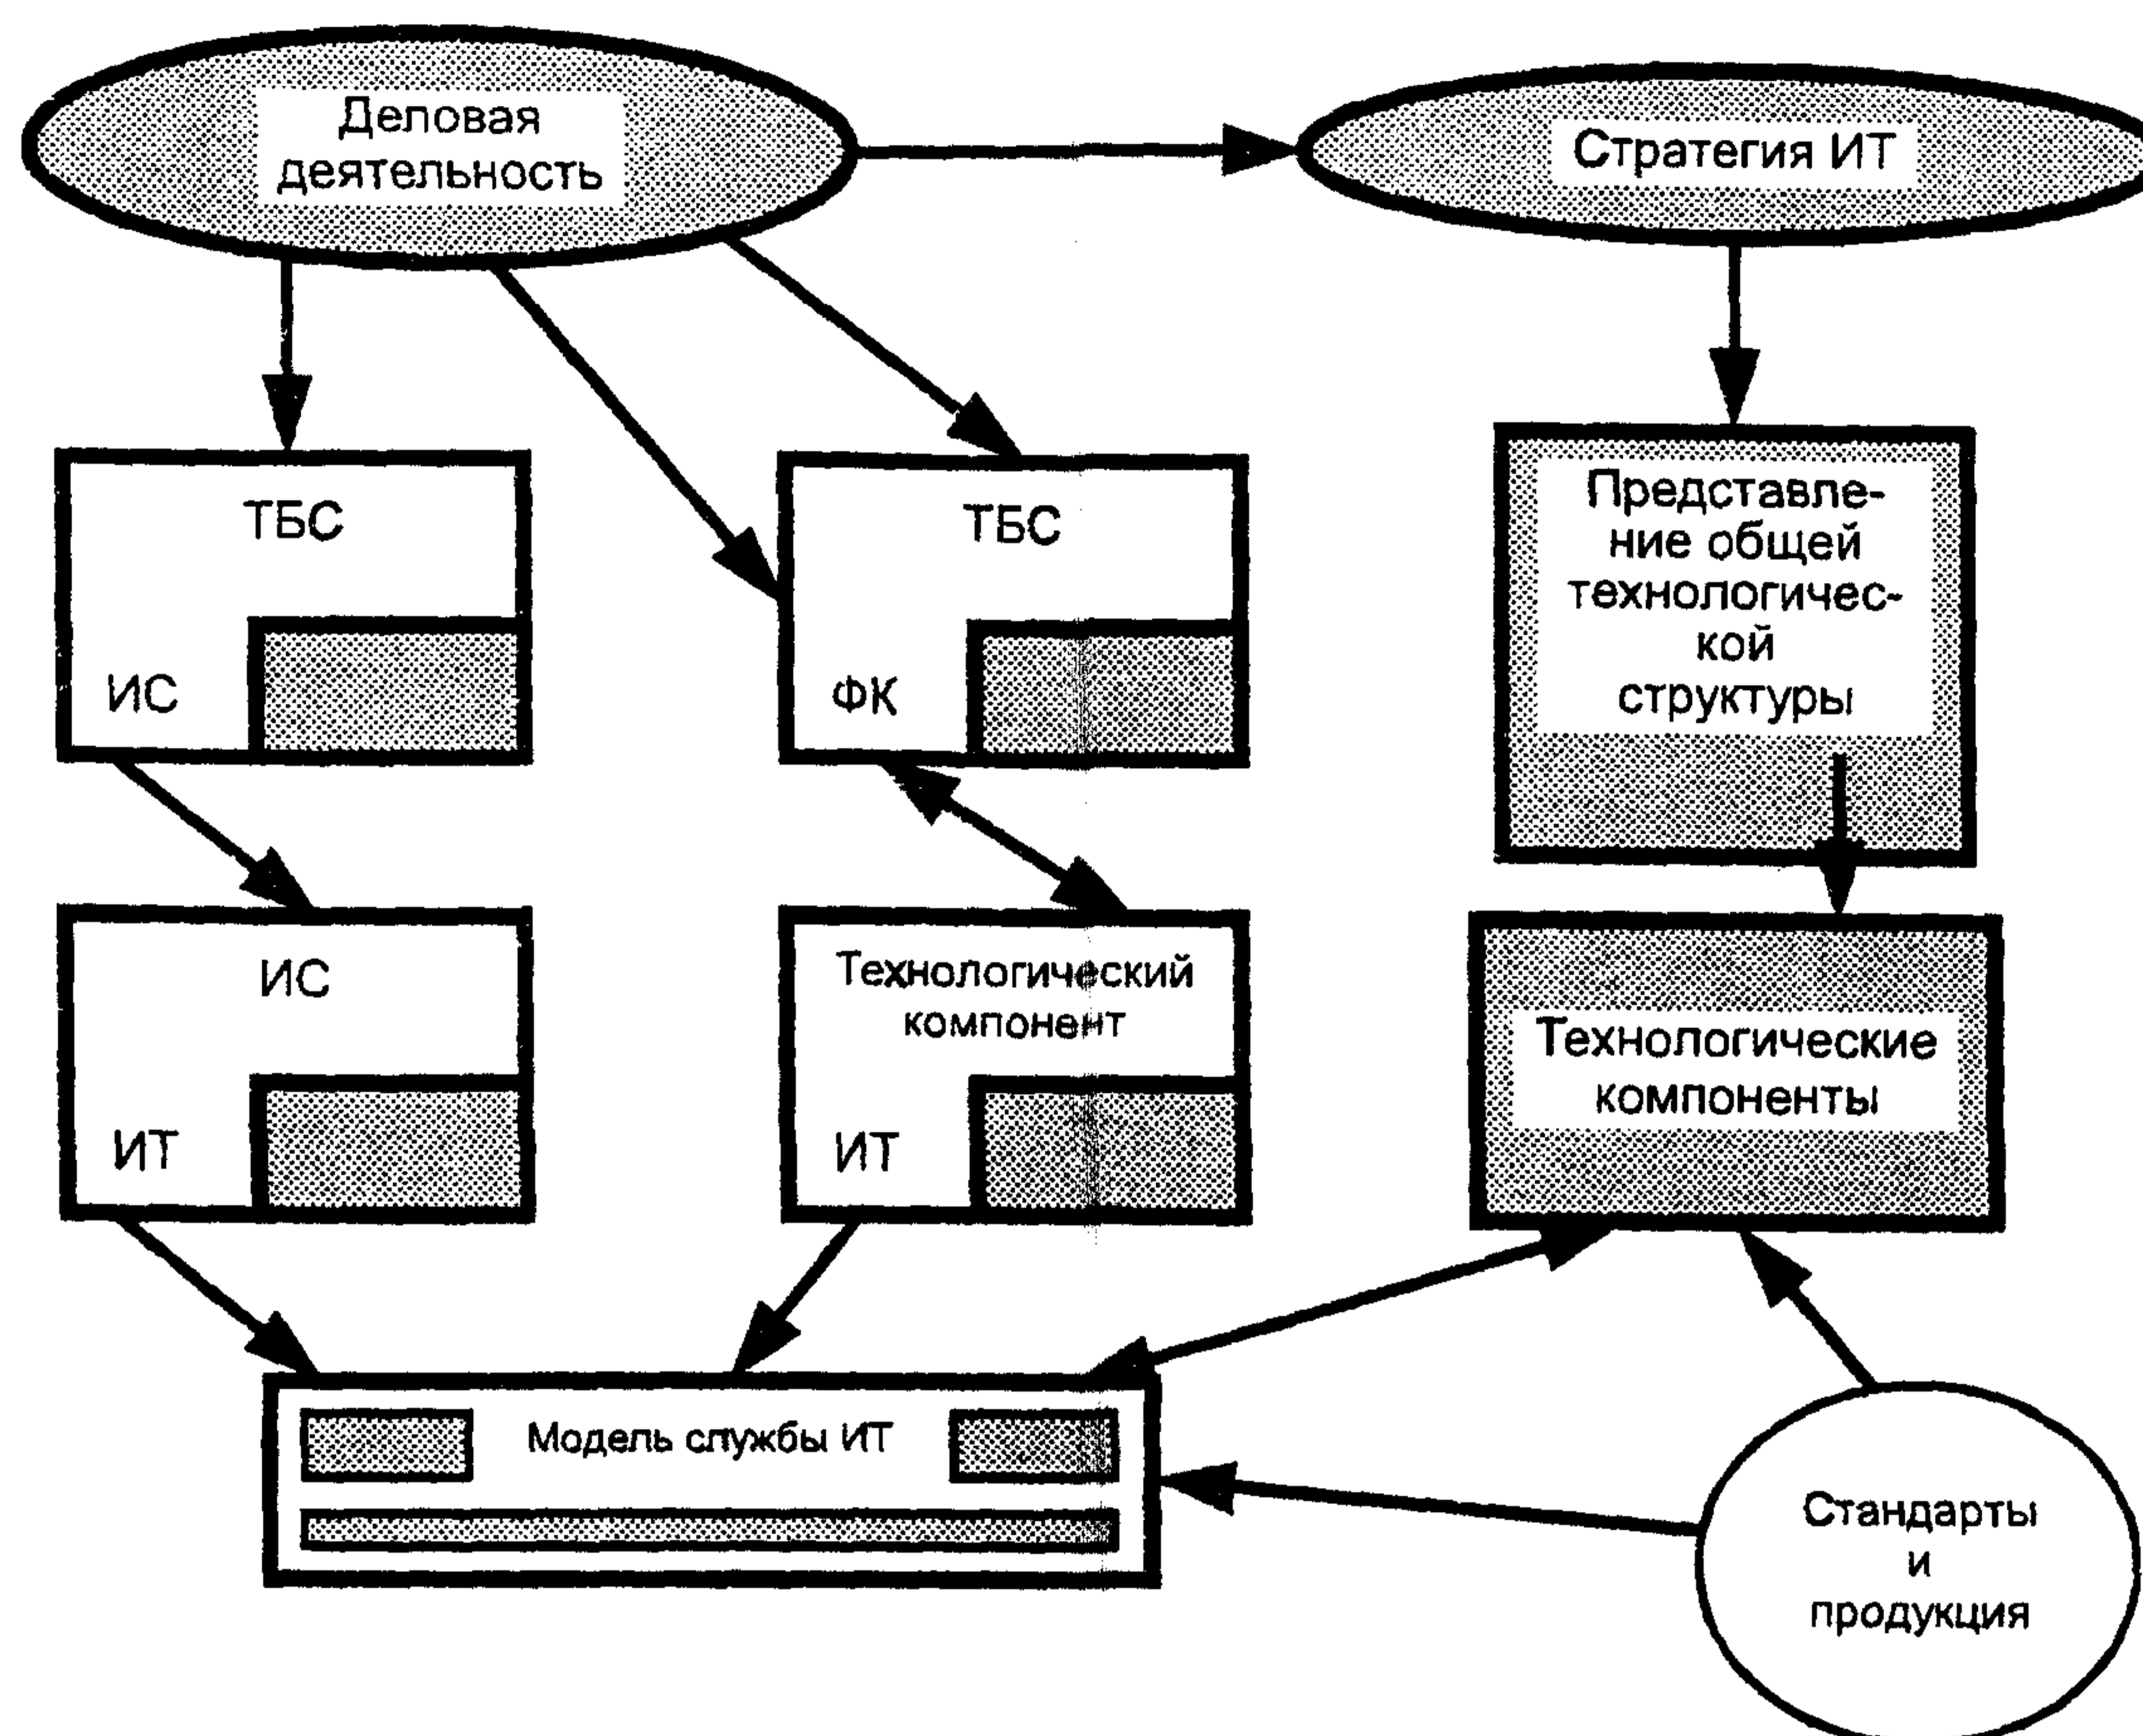 Деловая
деятельность
Стратегия ИТ
ТБС
ИС
ТБС
ФК
Представле-
ние общей
технологичес-
кой
структуры
ИС
ИТ
Технологический
компонент
ИТ
Технологические
компоненты
Модель службы ИТ
Стандарты
и
продукция